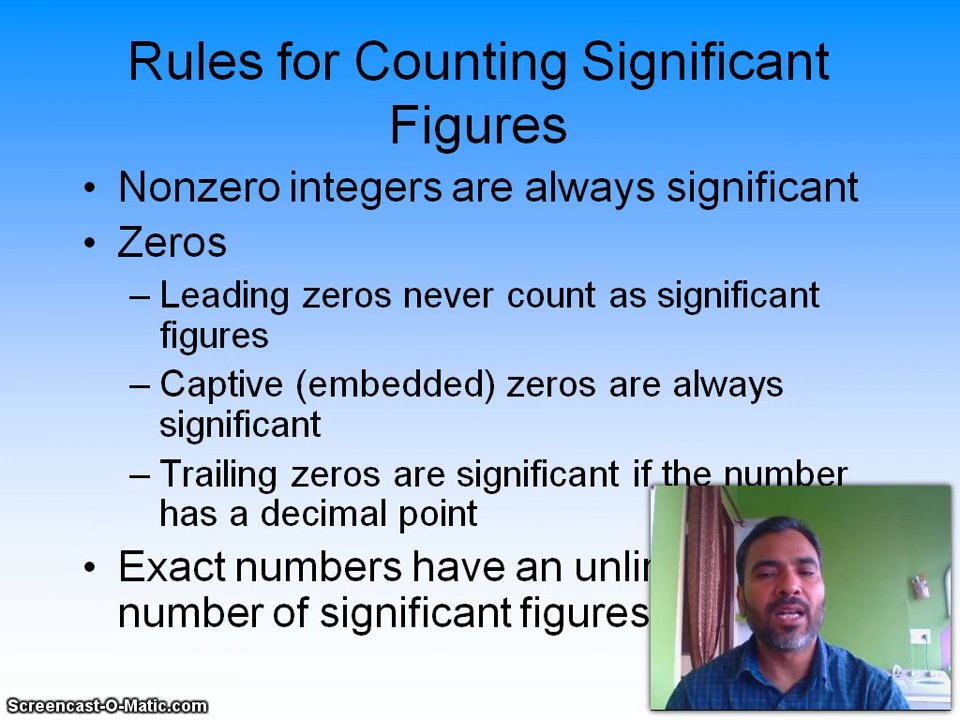 Rules for Counting Significant
Figures
• Nonzero integers are always significant
• Zeros
– Leading zeros never count as significant
figures
– Captive (embedded) zeros are always
significant
– Trailing zeros are significant if the number
has a decimal point
• Exact numbers have an
number of significant figures
Screencast-O-Matic.com